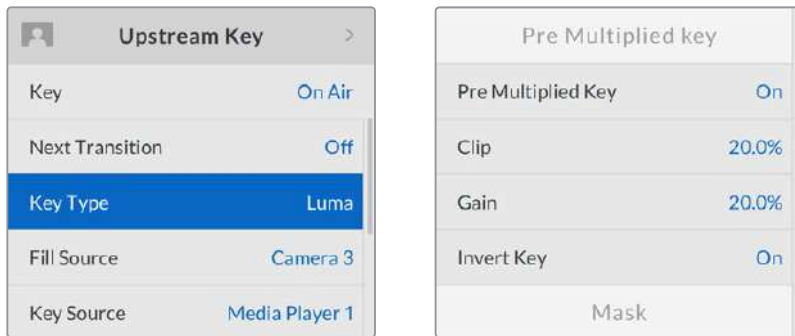 Upstream Key >
Key On Air
Next Transition Off
Key Type Luma
Fill Source Camera 3
Key Source Media Player 1
Pre Multiplied key
Pre Multiplied Key On
Clip 20.0%
Gain 20.0%
Invert Key On
Mask